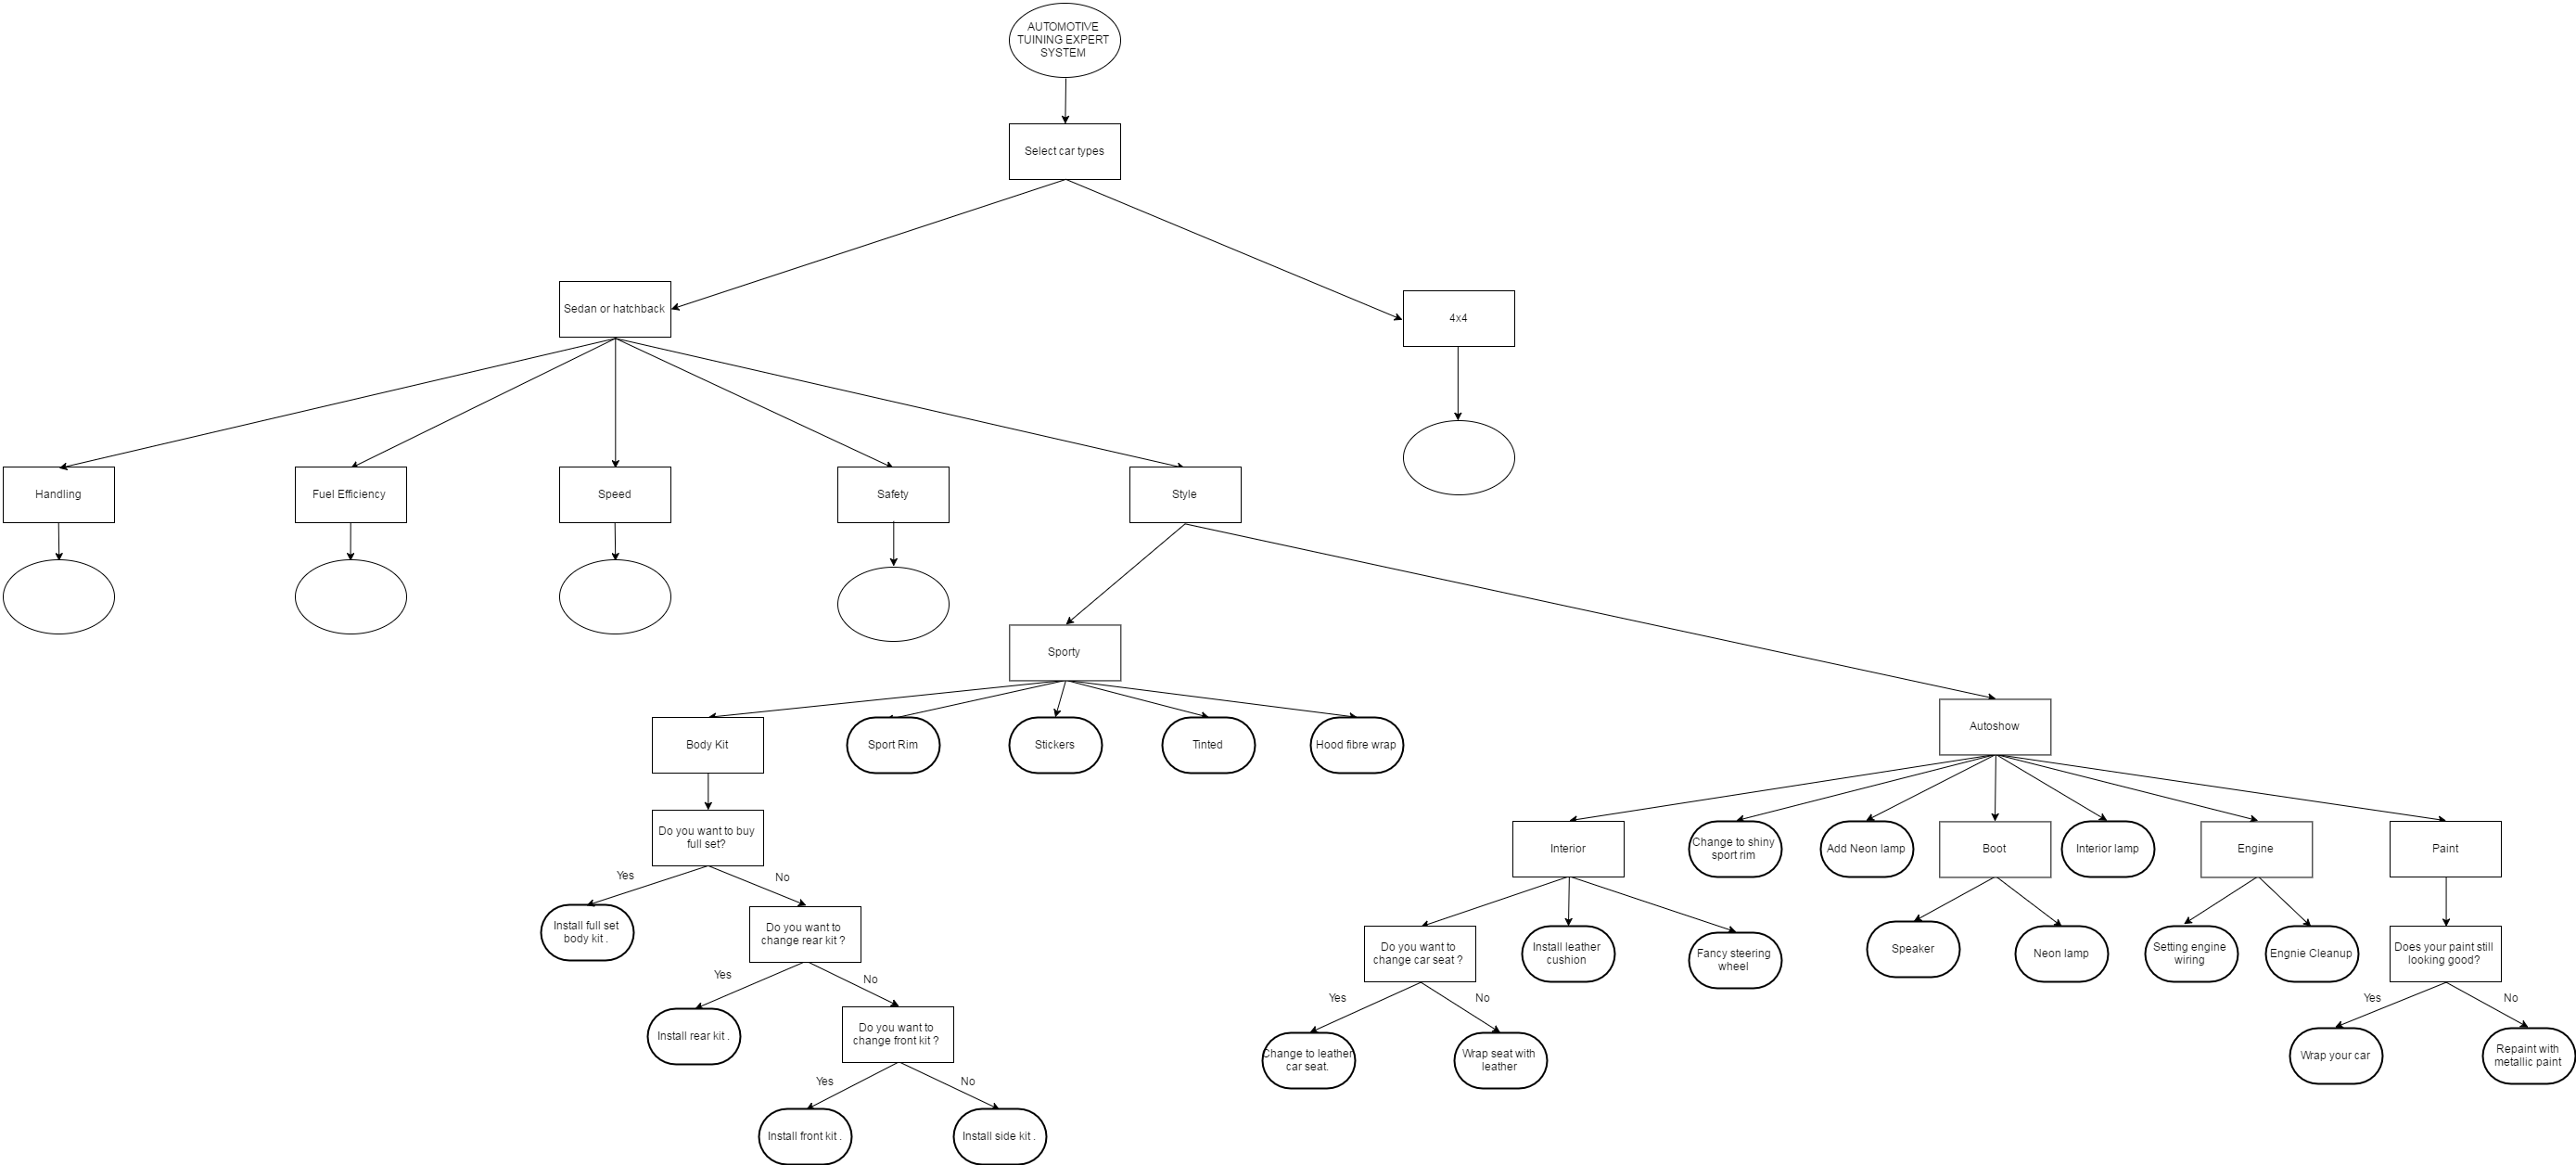 AUTOMOTIVE
TUINING EXPERT
SYSTEM
Select car types
Sedan or hatchback
4x4
Handling
Fuel Efficiency
Speed
Safety
Style
Sporty
Body Kit
Sport Rim
Stickers
Tinted
Hood fibre wrap
Autoshow
Do you want to buy
full set?
Interior
Change to shiny
sport rim
Add Neon lamp
Boot
Interior lamp
Engine
Paint
Yes
No
Install full set
body kit .
Do you want to
change rear kit ?
Do you want to
change car seat ?
Install leather
cushion
Fancy steering
wheel
Speaker
Neon lamp
Setting engine
wiring
Engnie Cleanup
Does your paint still
looking good?
Yes
No
Yes
No
Yes
No
Install rear kit .
Do you want to
change front kit ?
Change to leather
car seat.
Wrap seat with
leather
Wrap your car
Repaint with
metallic paint
Yes
No
Install front kit .
Install side kit .